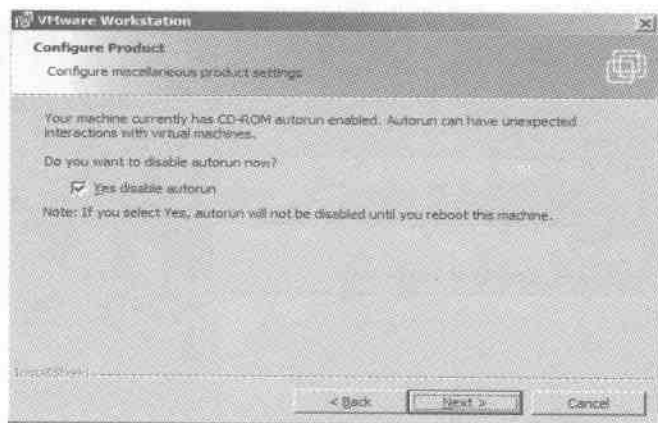 VMware Workstation
Configure Product
Configure miscellaneous product settings
Your machine currently has CD-ROM autorun enabled. Autorun can have unexpected
interactions with virtual machines.
Do you want to disable autorun now?
Yes disable autorun
Note: If you select Yes, autorun will not be disabled until you reboot this machine.
InstallShield
< Back
Next >
Cancel